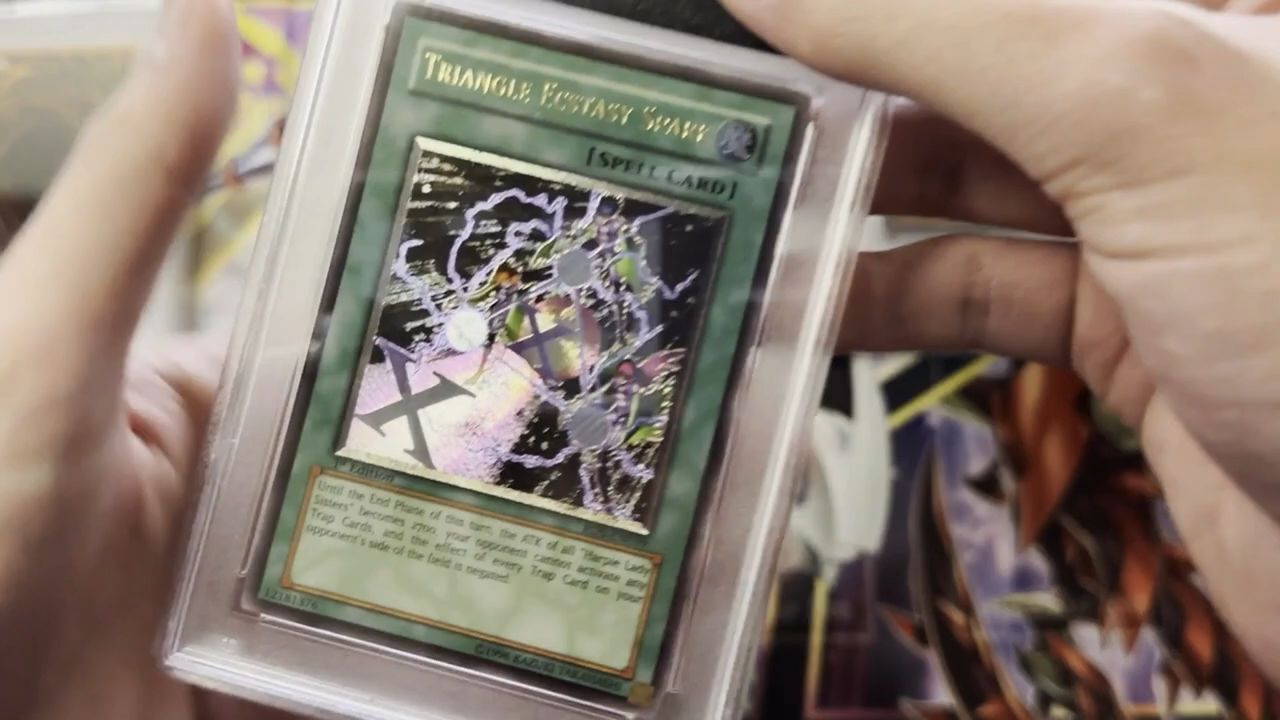 TRIANGLE ECSTASY SPARK
[SPELL CARD]
1st Edition
Until the End Phase of this turn, the ATK of all "Harpie Lady
Sisters" becomes 2700, your opponent cannot activate any
Trap Cards, and the effect of every Trap Card on your
opponent's side of the field is negated.
12181376
©1996 KAZUKI TAKAHASHI